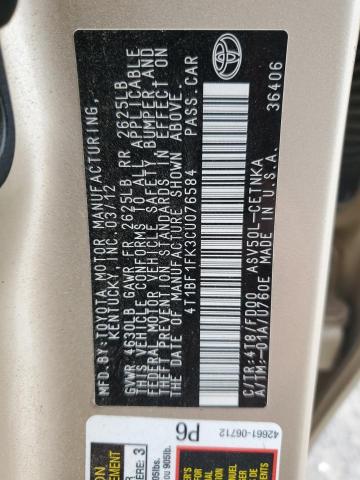 MFD.BY: TOYOTA MOTOR MANUFACTURING,
KENTUCKY, INC. 03/12
GVWR 4630LB GAWR FR 2625LB RR 2625LB
THIS VEHICLE CONFORMS TO ALL APPLICABLE
FEDERAL MOTOR VEHICLE SAFETY, BUMPER, AND
THEFT PREVENTION STANDARDS IN EFFECT ON
THE DATE OF MANUFACTURE SHOWN ABOVE.
4T1BF1FK3CU076584 PASS.CAR
TOYOTA
C/TR:4T8/FD00 ASV50L-CETNKA
A/TM:-01A/U760E MADE IN U.S.A.
36406
42661-06712
P6
3